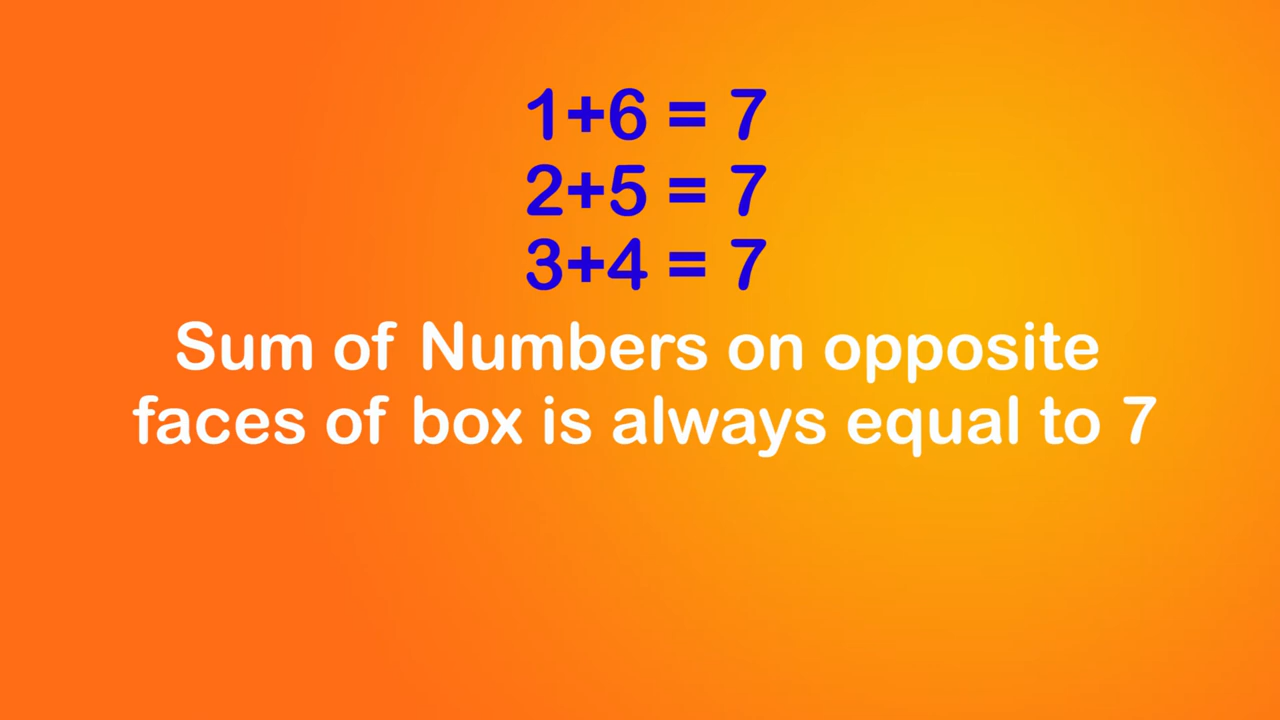 1+6 = 7
2+5 = 7
3+4 = 7
Sum of Numbers on opposite
faces of box is always equal to 7